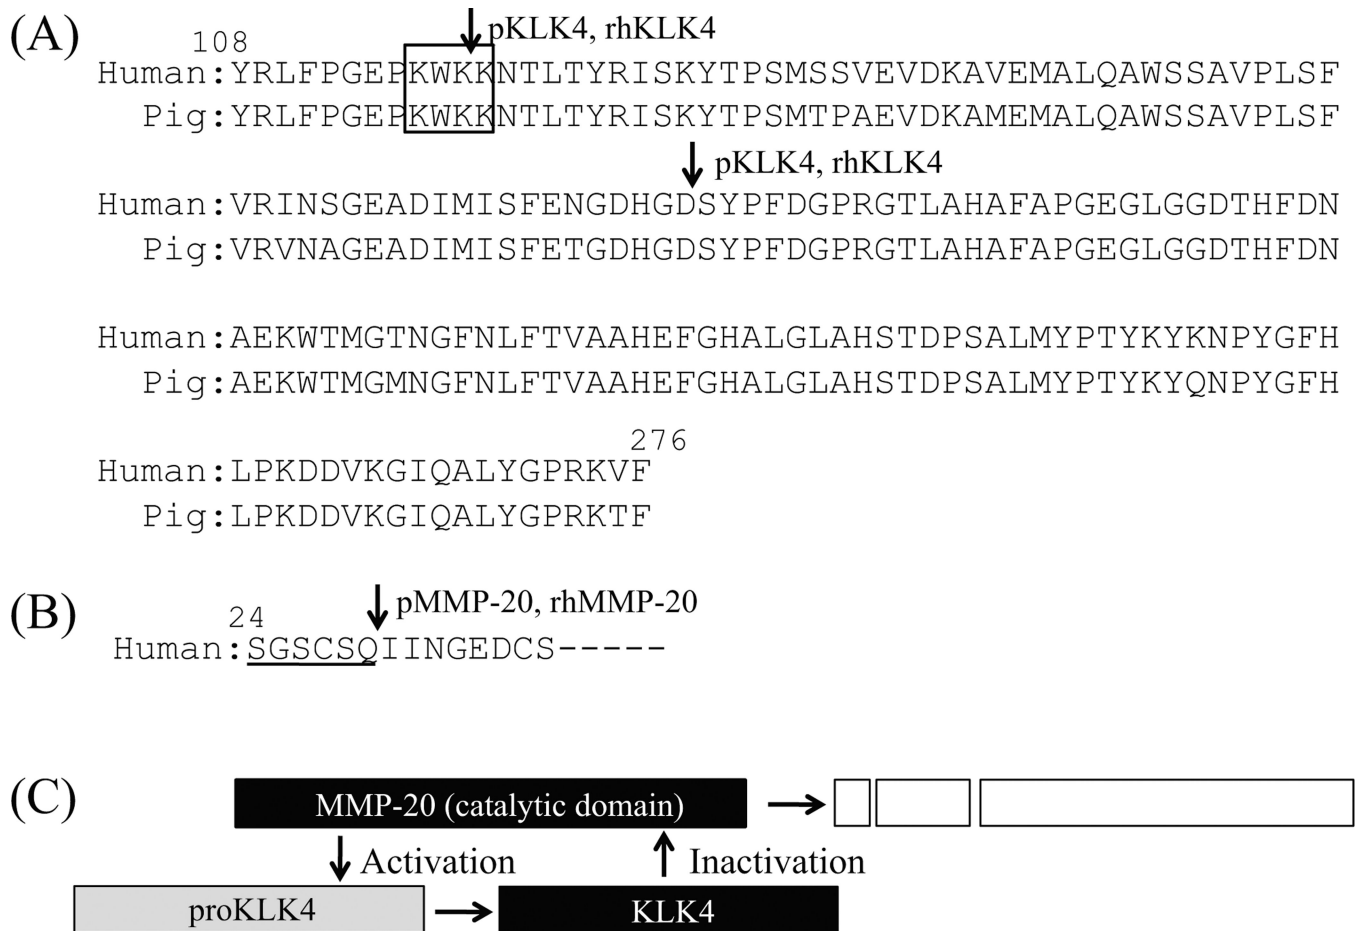 (A)
108
pKLK4, rhKLK4
Human:YRLFPGEPKWKKNTLTYRISKYTPSMSSVEVDKAVEMALQAWSSAVPLSF
Pig:YRLFPGEPKWKKNTLTYRISKYTPSMTPAEVDKAMEMALQAWSSAVPLSF
pKLK4, rhKLK4
Human:VRINSGEADIMISFENGDHGDSYPFDGPRGTLAHAFAPGEGLGGDTHFDN
Pig:VRVNAGEADIMISFETGDHGDSYPFDGPRGTLAHAFAPGEGLGGDTHFDN
Human:AEKWTMGTNGFNLFTVAAHEFGHALGLAHSTDPSALMYPTYKYKNPYGFH
Pig:AEKWTMGMNGFNLFTVAAHEFGHALGLAHSTDPSALMYPTYKYQNPYGFH
276
Human:LPKDDVKGIQALYGPRKVF
Pig:LPKDDVKGIQALYGPRKTF
(B)
24
pMMP-20, rhMMP-20
Human:SGSCSQIINGEDCS-----
(C)
MMP-20 (catalytic domain)
Activation
Inactivation
proKLK4
KLK4